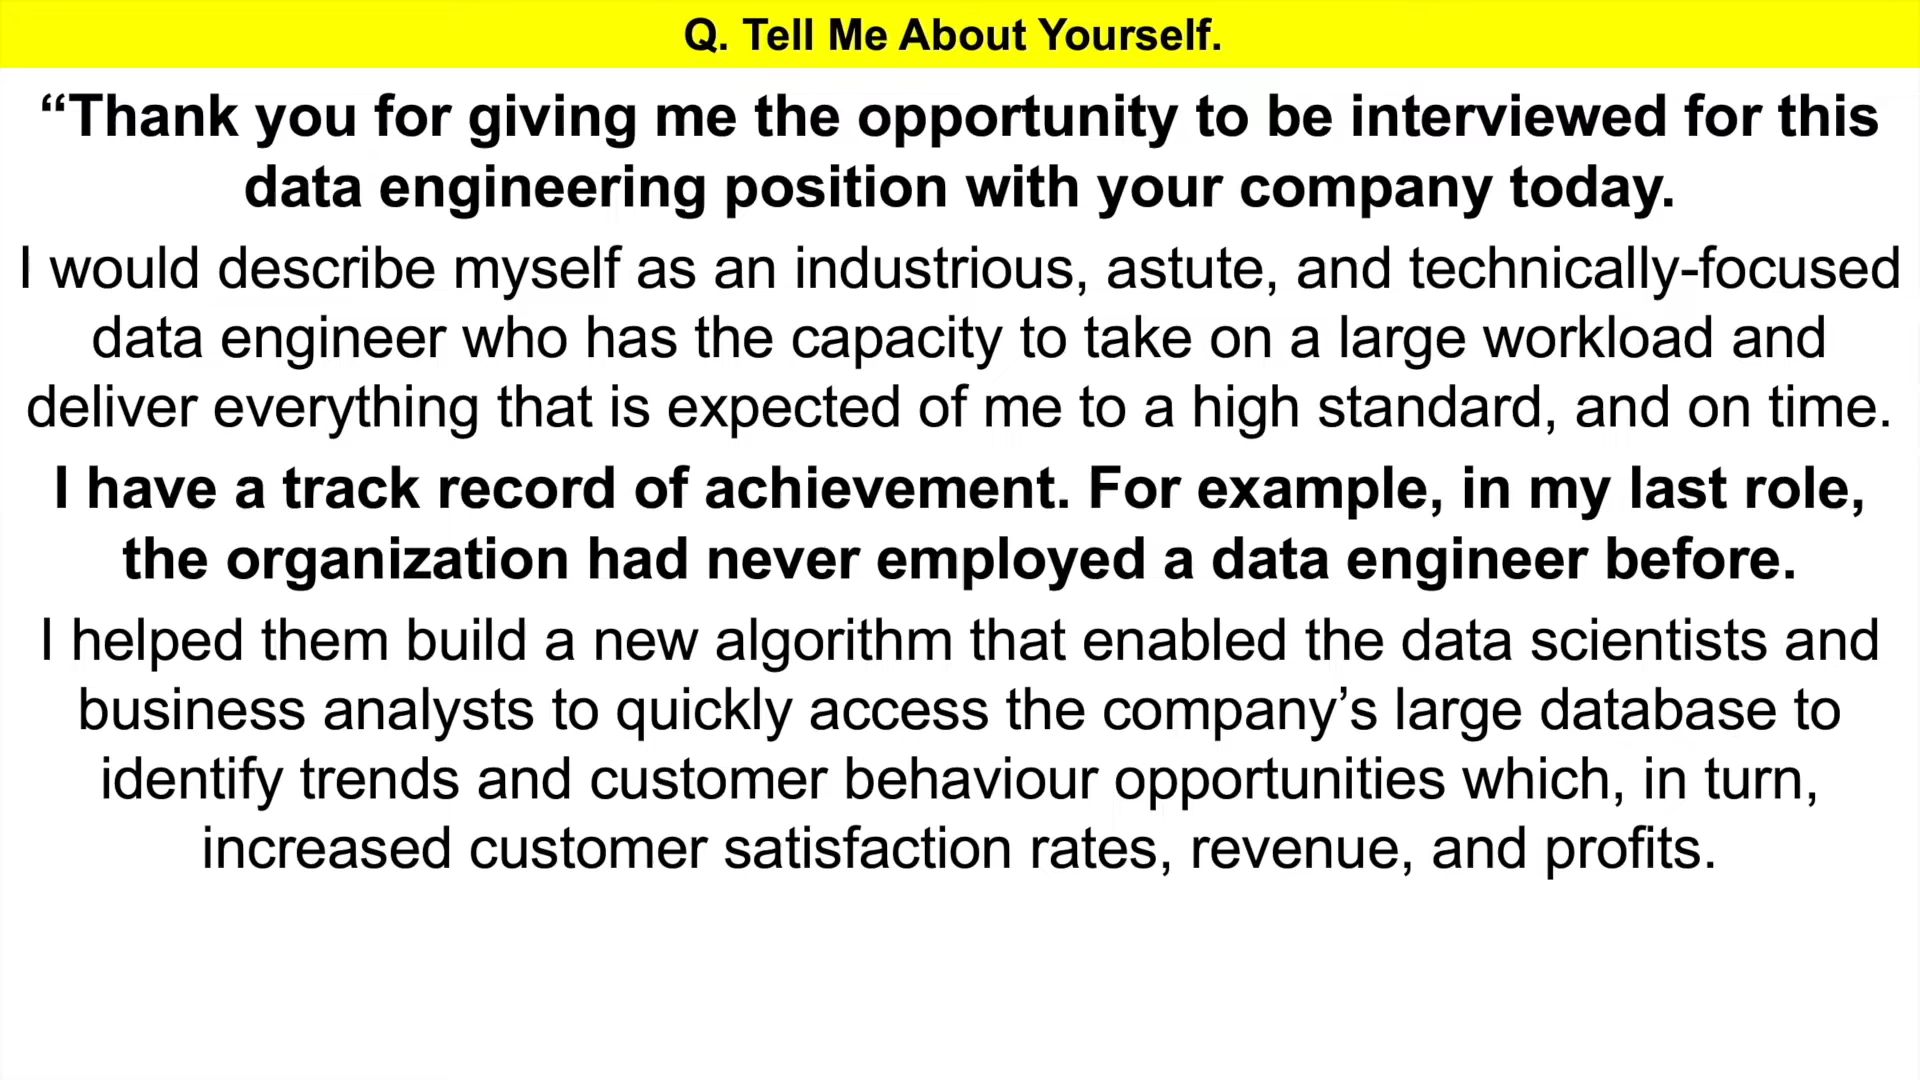 Q. Tell Me About Yourself.
“Thank you for giving me the opportunity to be interviewed for this
data engineering position with your company today.
I would describe myself as an industrious, astute, and technically-focused
data engineer who has the capacity to take on a large workload and
deliver everything that is expected of me to a high standard, and on time.
I have a track record of achievement. For example, in my last role,
the organization had never employed a data engineer before.
I helped them build a new algorithm that enabled the data scientists and
business analysts to quickly access the company’s large database to
identify trends and customer behaviour opportunities which, in turn,
increased customer satisfaction rates, revenue, and profits.